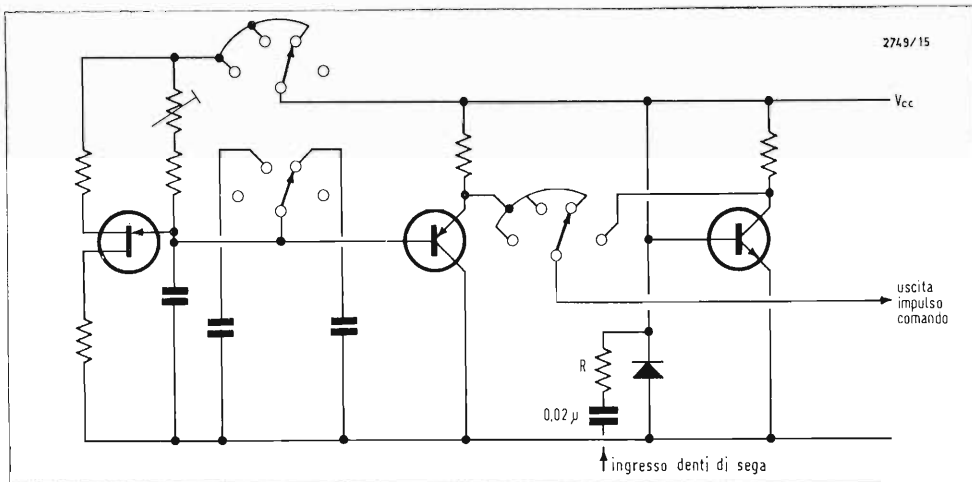 2749/15
Vcc
uscita
impulso
comando
R
0,02 µ
ingresso denti di sega